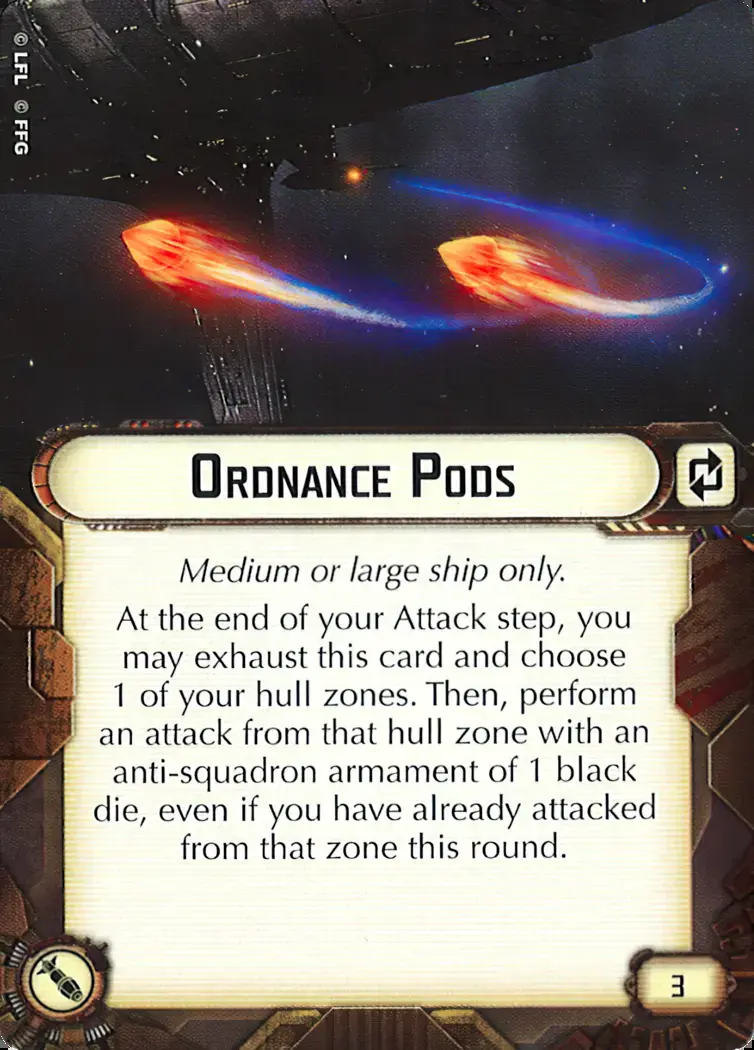 © LFL © FFG
Ordnance Pods
Medium or large ship only.
At the end of your Attack step, you
may exhaust this card and choose
1 of your hull zones. Then, perform
an attack from that hull zone with an
anti-squadron armament of 1 black
die, even if you have already attacked
from that zone this round.
3